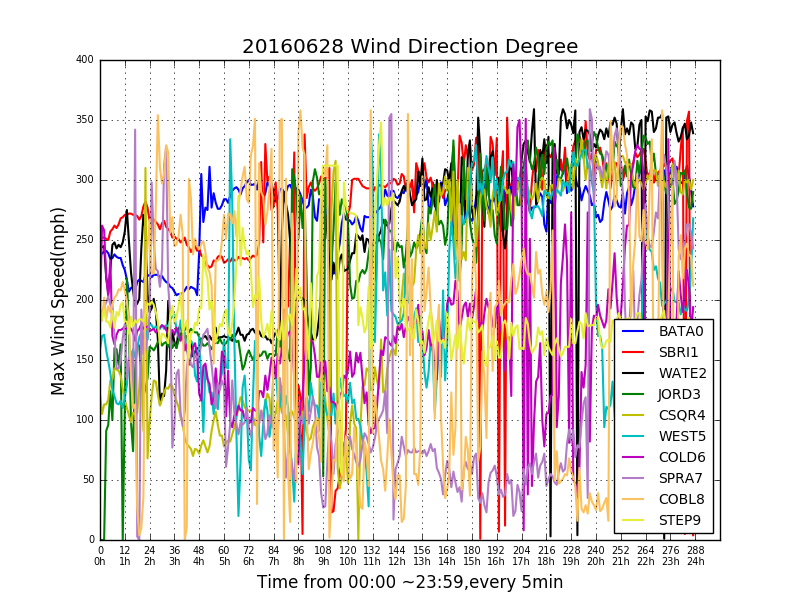 20160628 Wind Direction Degree
Max Wind Speed(mph)
400
350
300
250
200
150
100
50
0
BATA0
SBRI1
WATE2
JORD3
CSQR4
WEST5
COLD6
SPRA7
COBL8
STEP9
0 12 24 36 48 60 72 84 96 108 120 132 144 156 168 180 192 204 216 228 240 252 264 276 288
0h 1h 2h 3h 4h 5h 6h 7h 8h 9h 10h 11h 12h 13h 14h 15h 16h 17h 18h 19h 20h 21h 22h 23h 24h
Time from 00:00 ~23:59,every 5min